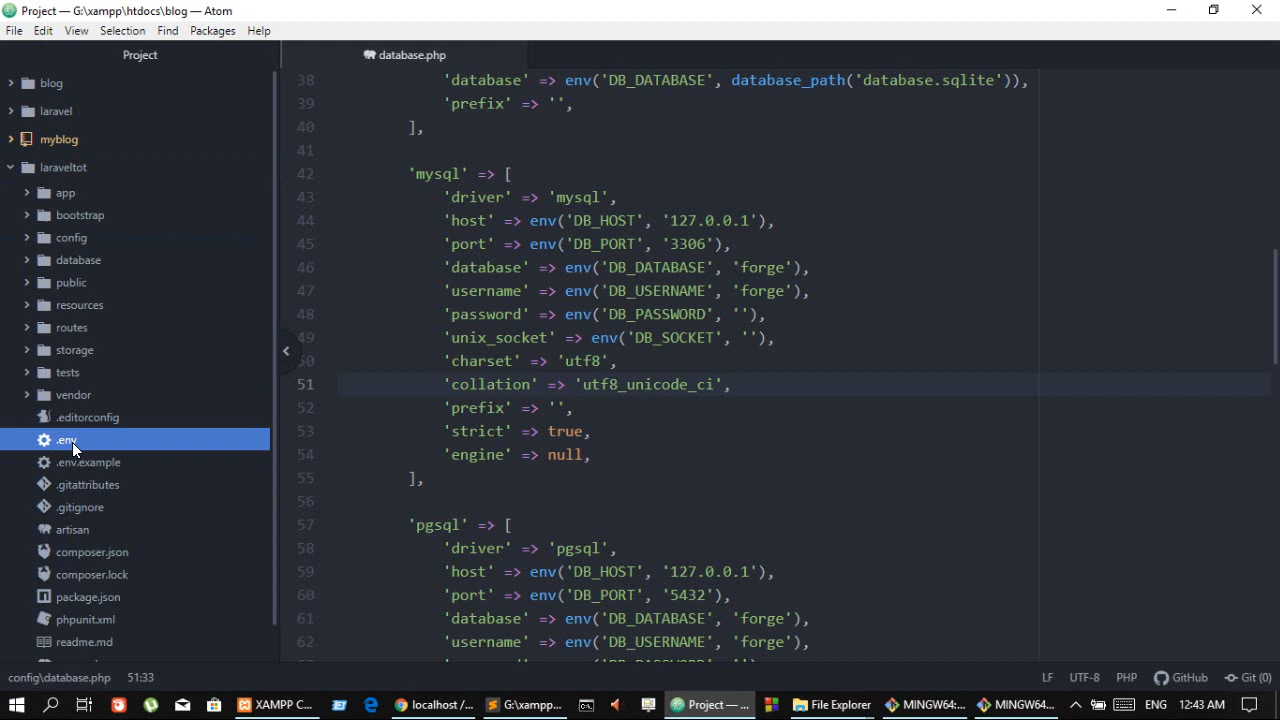 Project — G:\xampp\htdocs\blog — Atom
File Edit View Selection Find Packages Help
Project
database.php
blog
laravel
myblog
laraveltot
app
bootstrap
config
database
public
resources
routes
storage
tests
vendor
.editorconfig
.env
.env.example
.gitattributes
.gitignore
artisan
composer.json
composer.lock
package.json
phpunit.xml
readme.md
38 'database' => env('DB_DATABASE', database_path('database.sqlite')),
39 'prefix' => '',
40 ],
41
42 'mysql' => [
43 'driver' => 'mysql',
44 'host' => env('DB_HOST', '127.0.0.1'),
45 'port' => env('DB_PORT', '3306'),
46 'database' => env('DB_DATABASE', 'forge'),
47 'username' => env('DB_USERNAME', 'forge'),
48 'password' => env('DB_PASSWORD', ''),
49 'unix_socket' => env('DB_SOCKET', ''),
50 'charset' => 'utf8',
51 'collation' => 'utf8_unicode_ci',
52 'prefix' => '',
53 'strict' => true,
54 'engine' => null,
55 ],
56
57 'pgsql' => [
58 'driver' => 'pgsql',
59 'host' => env('DB_HOST', '127.0.0.1'),
60 'port' => env('DB_PORT', '5432'),
61 'database' => env('DB_DATABASE', 'forge'),
62 'username' => env('DB_USERNAME', 'forge'),
config\database.php 51:33 LF UTF-8 PHP GitHub Git (0)
XAMPP C... localhost /... G:\xampp... Project — ... File Explorer MINGW64:... MINGW64... ENG 12:43 AM